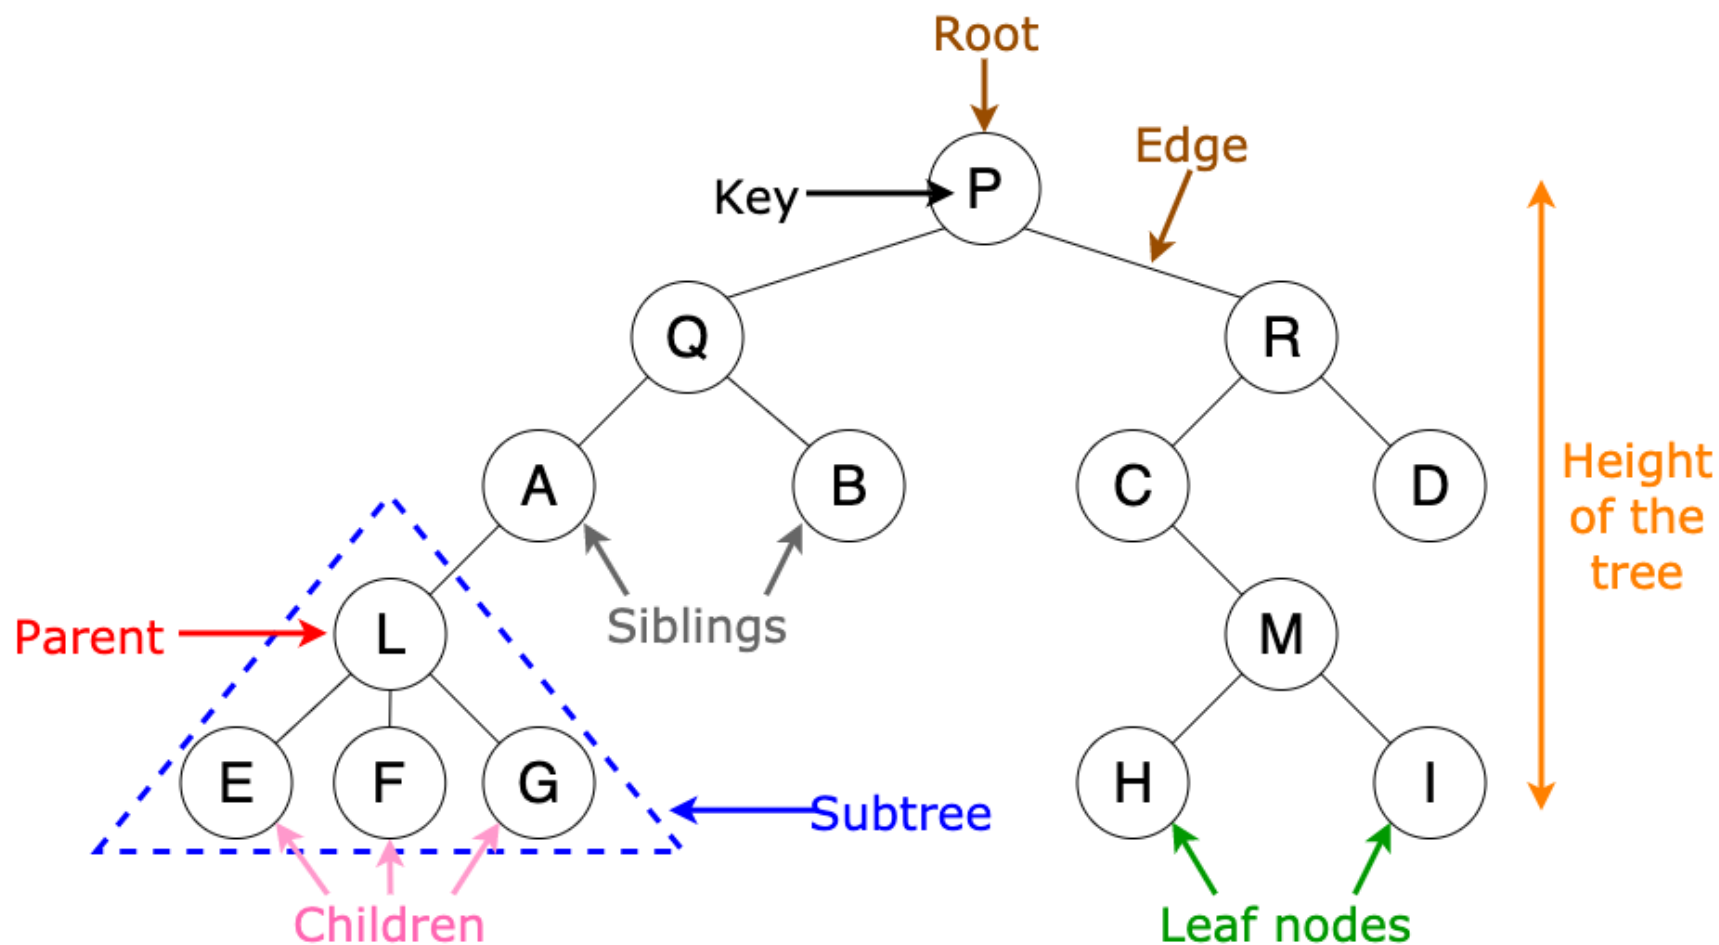 Root
Edge
Key
P
Q
R
A
B
C
D
Height
of the
tree
Siblings
Parent
L
M
E
F
G
H
I
Subtree
Children
Leaf nodes